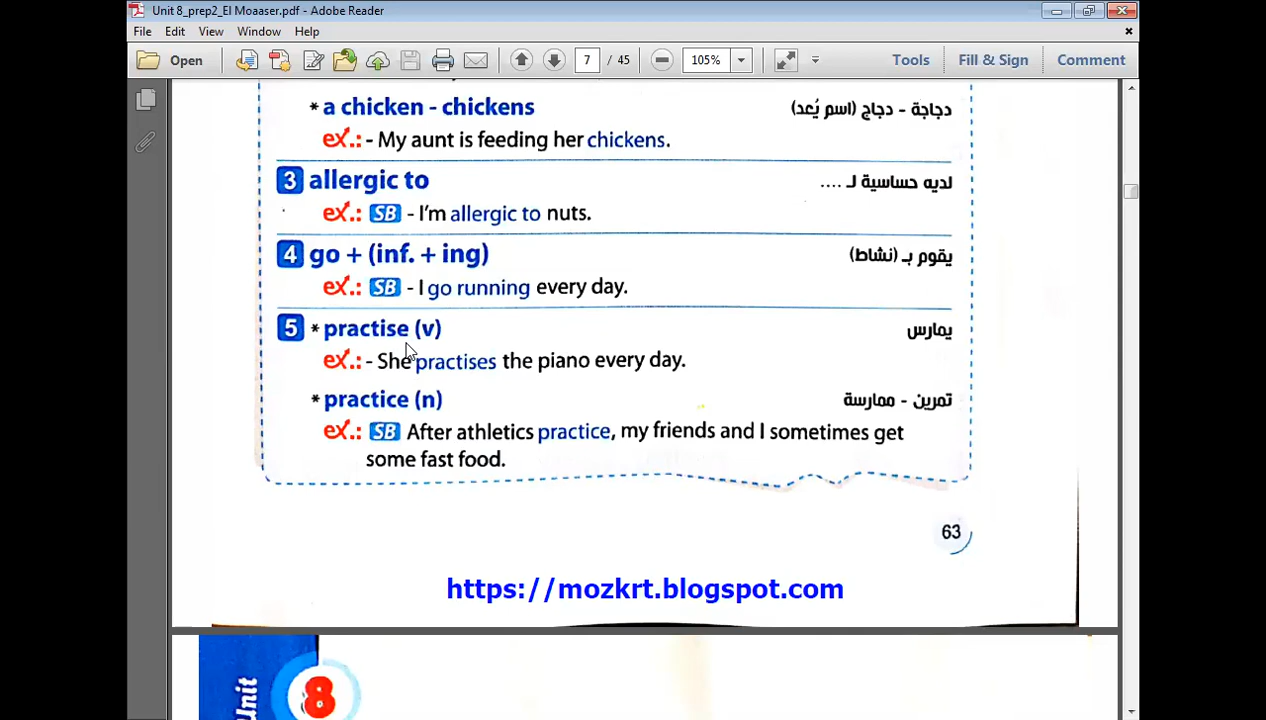 Unit 8_prep2_El Moaaser.pdf - Adobe Reader
File Edit View Window Help
Open 7 / 45 105% Tools Fill & Sign Comment
* a chicken - chickens دجاجة - دجاج (اسم يُعد)
ex.: - My aunt is feeding her chickens.
3 allergic to لديه حساسية لـ ....
ex.: SB - I'm allergic to nuts.
4 go + (inf. + ing) يقوم بـ (نشاط)
ex.: SB - I go running every day.
5 * practise (v) يمارس
ex.: - She practises the piano every day.
* practice (n) تمرين - ممارسة
ex.: SB After athletics practice, my friends and I sometimes get
some fast food.
63
https://mozkrt.blogspot.com
Unit
8